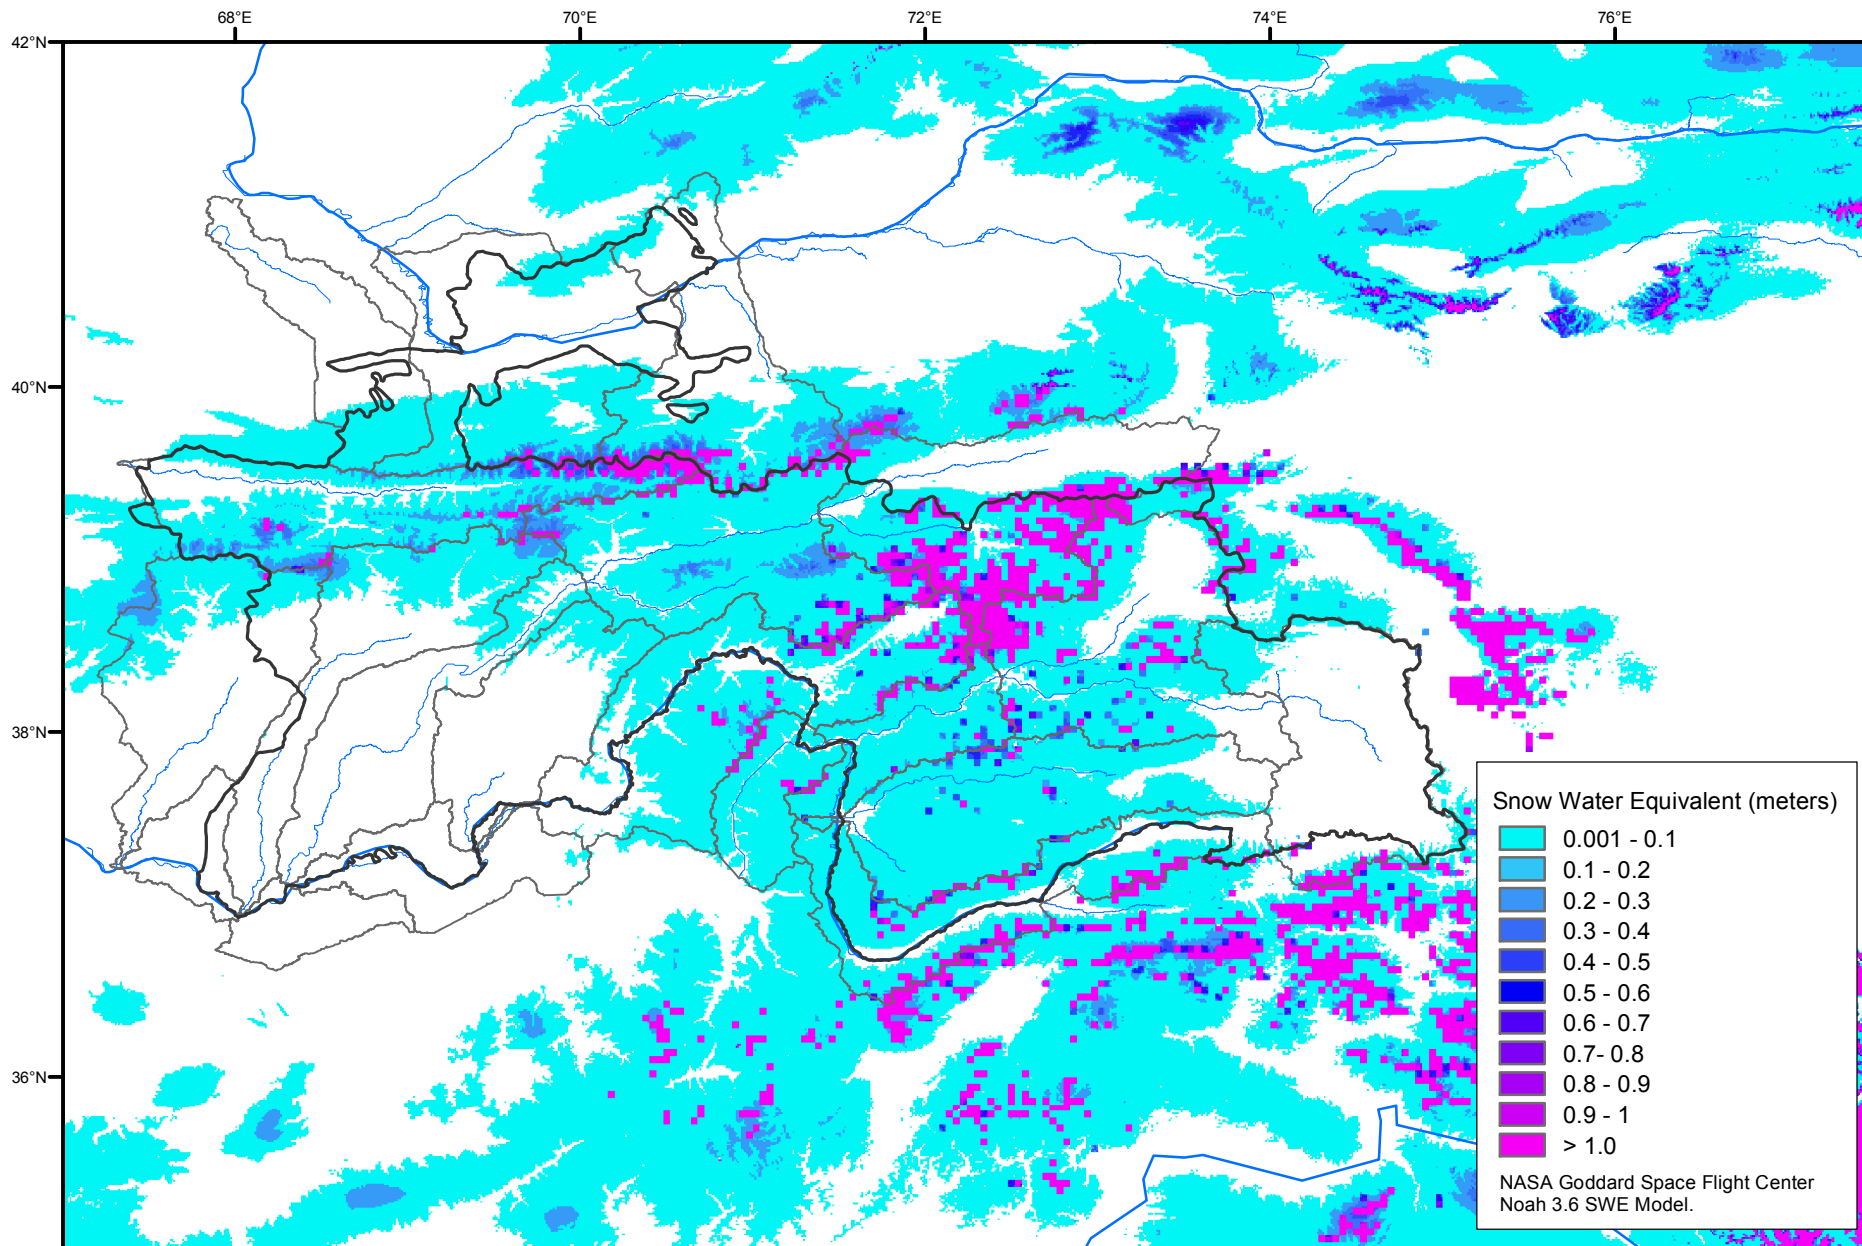 68°E
70°E
72°E
74°E
76°E
42°N
40°N
38°N
36°N
Snow Water Equivalent (meters)
0.001 - 0.1
0.1 - 0.2
0.2 - 0.3
0.3 - 0.4
0.4 - 0.5
0.5 - 0.6
0.6 - 0.7
0.7- 0.8
0.8 - 0.9
0.9 - 1
> 1.0
NASA Goddard Space Flight Center
Noah 3.6 SWE Model.